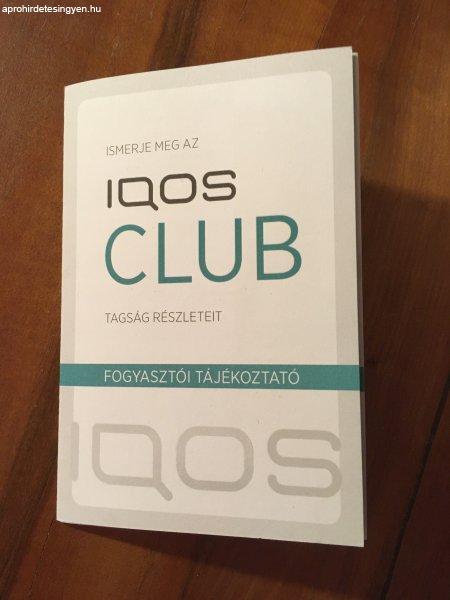 aprohirdetesingyen.hu
ISMERJE MEG AZ
IQOS
CLUB
TAGSÁG RÉSZLETEIT
FOGYASZTÓI TÁJÉKOZTATÓ
IQOS